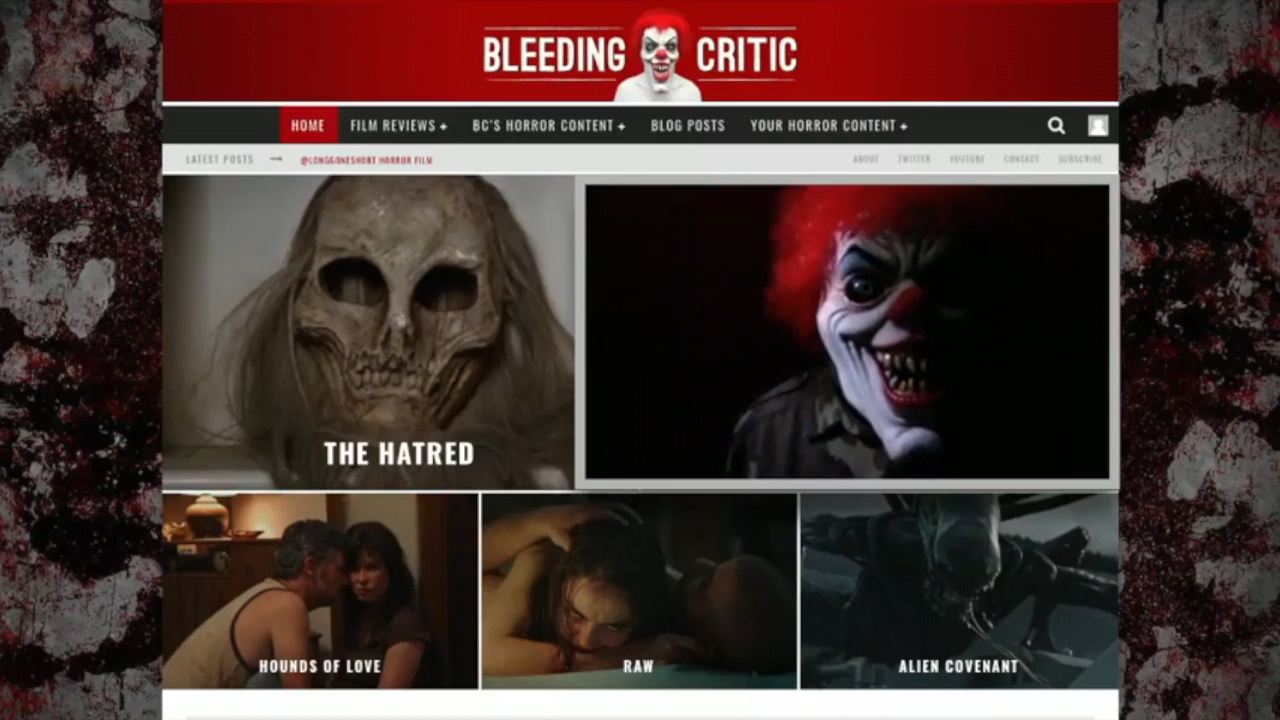 BLEEDING CRITIC
HOME FILM REVIEWS + BC'S HORROR CONTENT + BLOG POSTS YOUR HORROR CONTENT +
LATEST POSTS → @LONGGONESHORT HORROR FILM ABOUT TWITTER YOUTUBE CONTACT SUBSCRIBE
THE HATRED
HOUNDS OF LOVE RAW ALIEN COVENANT